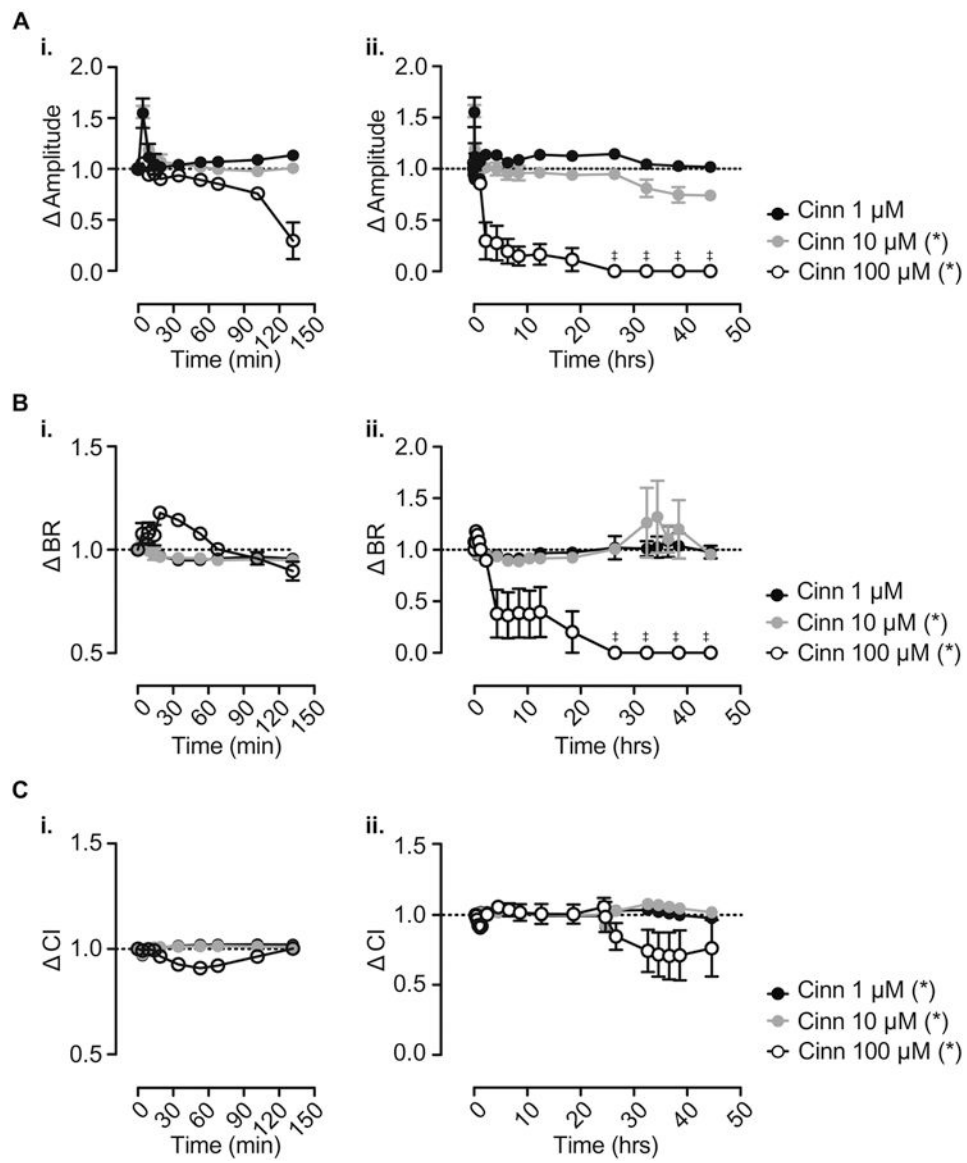 A
i.
ii.
Δ Amplitude
2.0
1.5
1.0
0.5
0.0
0
30
60
90
120
150
Time (min)
Δ Amplitude
2.0
1.5
1.0
0.5
0.0
‡ ‡ ‡ ‡
0
10
20
30
40
50
Time (hrs)
Cinn 1 μM
Cinn 10 μM (*)
Cinn 100 μM (*)
B
i.
ii.
Δ BR
1.5
1.0
0.5
0
30
60
90
120
150
Time (min)
Δ BR
2.0
1.5
1.0
0.5
0.0
‡ ‡ ‡ ‡
0
10
20
30
40
50
Time (hrs)
Cinn 1 μM
Cinn 10 μM (*)
Cinn 100 μM (*)
C
i.
ii.
Δ CI
1.5
1.0
0.5
0
30
60
90
120
150
Time (min)
Δ CI
1.5
1.0
0.5
0.0
0
10
20
30
40
50
Time (hrs)
Cinn 1 μM (*)
Cinn 10 μM (*)
Cinn 100 μM (*)